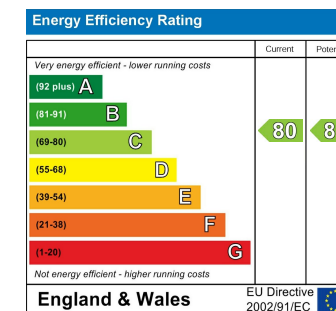 Energy Efficiency Rating
Current
Very energy efficient - lower running costs
(92 plus) A
(81-91) B
(69-80) C
80
(55-68) D
(39-54) E
(21-38) F
(1-20) G
Not energy efficient - higher running costs
England & Wales
EU Directive
2002/91/EC